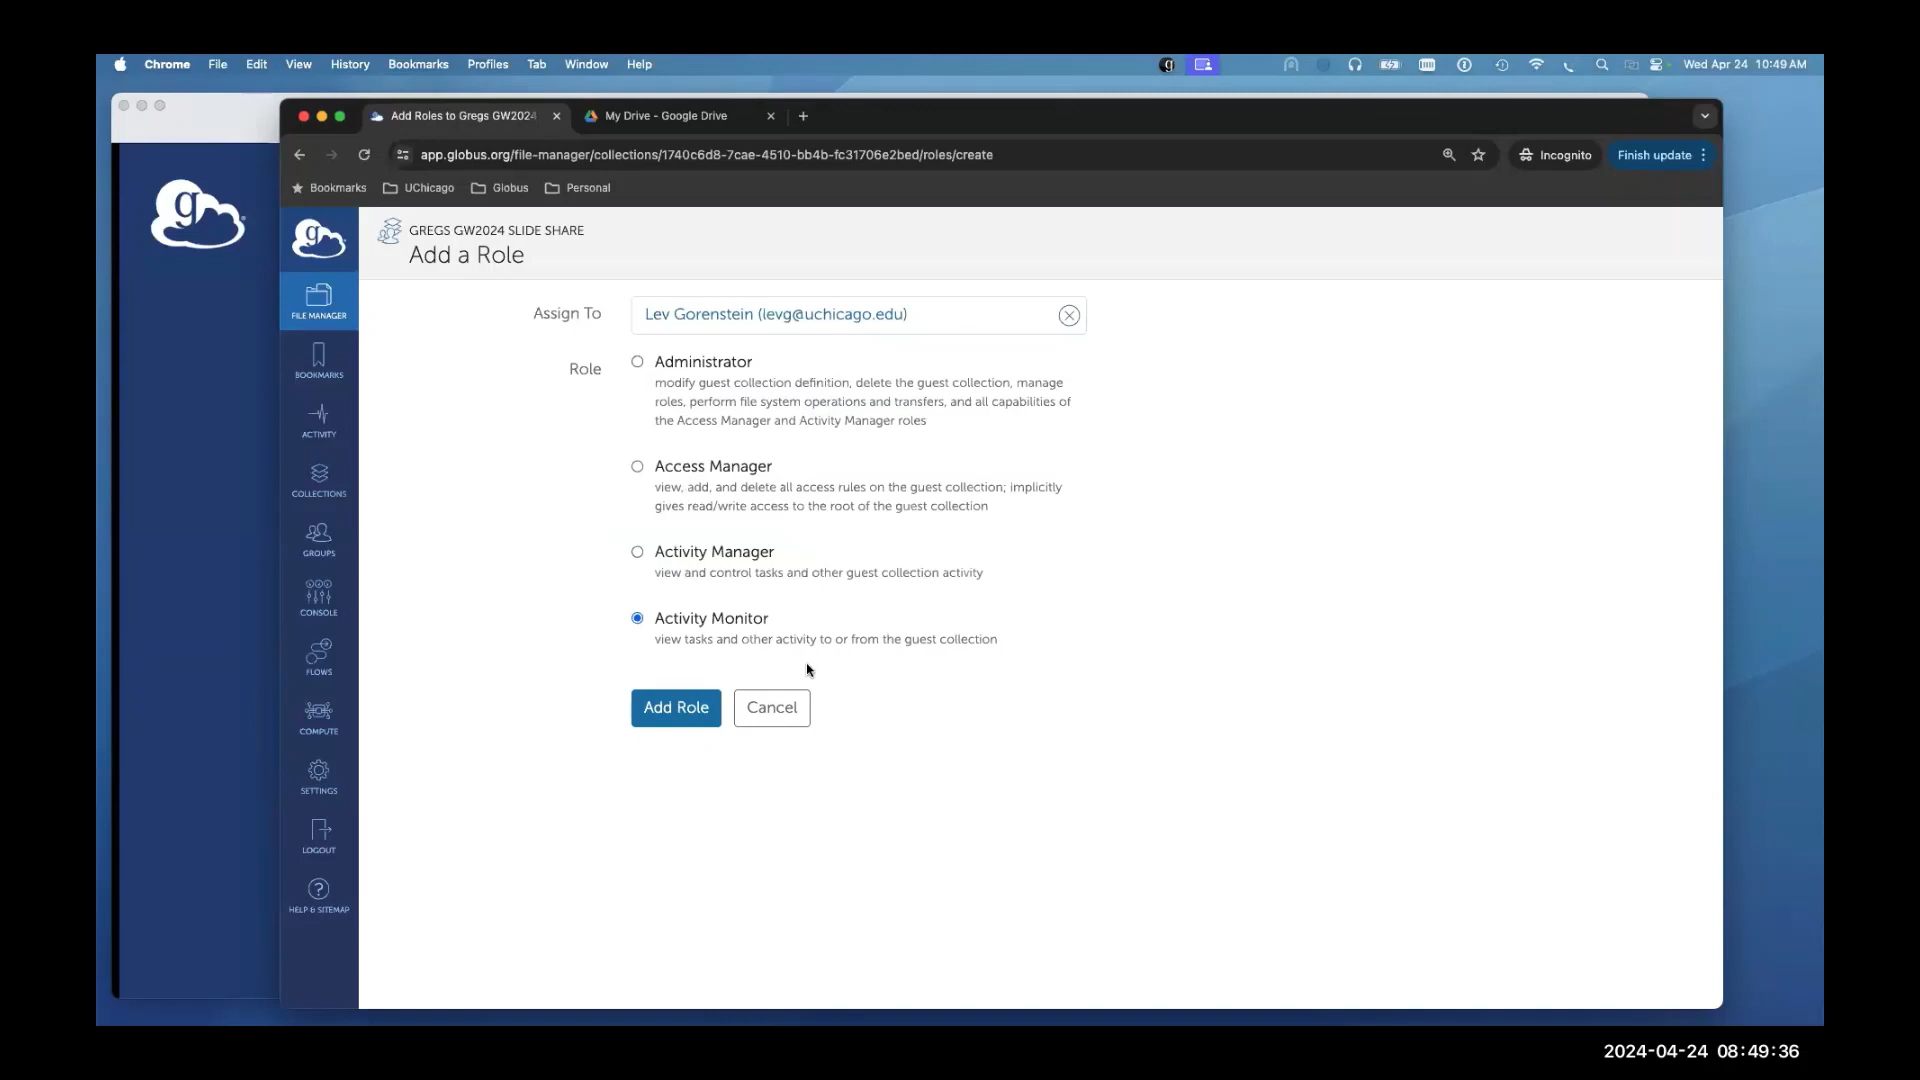 Chrome File Edit View History Bookmarks Profiles Tab Window Help
Wed Apr 24 10:49 AM
Add Roles to Gregs GW2024
My Drive - Google Drive
app.globus.org/file-manager/collections/1740c6d8-7cae-4510-bb4b-fc31706e2bed/roles/create
Incognito
Finish update
Bookmarks UChicago Globus Personal
g
g
GREGS GW2024 SLIDE SHARE
Add a Role
FILE MANAGER
BOOKMARKS
ACTIVITY
COLLECTIONS
GROUPS
CONSOLE
FLOWS
COMPUTE
SETTINGS
LOGOUT
HELP & SITEMAP
Assign To
Lev Gorenstein (levg@uchicago.edu)
Role
Administrator
modify guest collection definition, delete the guest collection, manage
roles, perform file system operations and transfers, and all capabilities of
the Access Manager and Activity Manager roles
Access Manager
view, add, and delete all access rules on the guest collection; implicitly
gives read/write access to the root of the guest collection
Activity Manager
view and control tasks and other guest collection activity
Activity Monitor
view tasks and other activity to or from the guest collection
Add Role
Cancel
2024-04-24 08:49:36